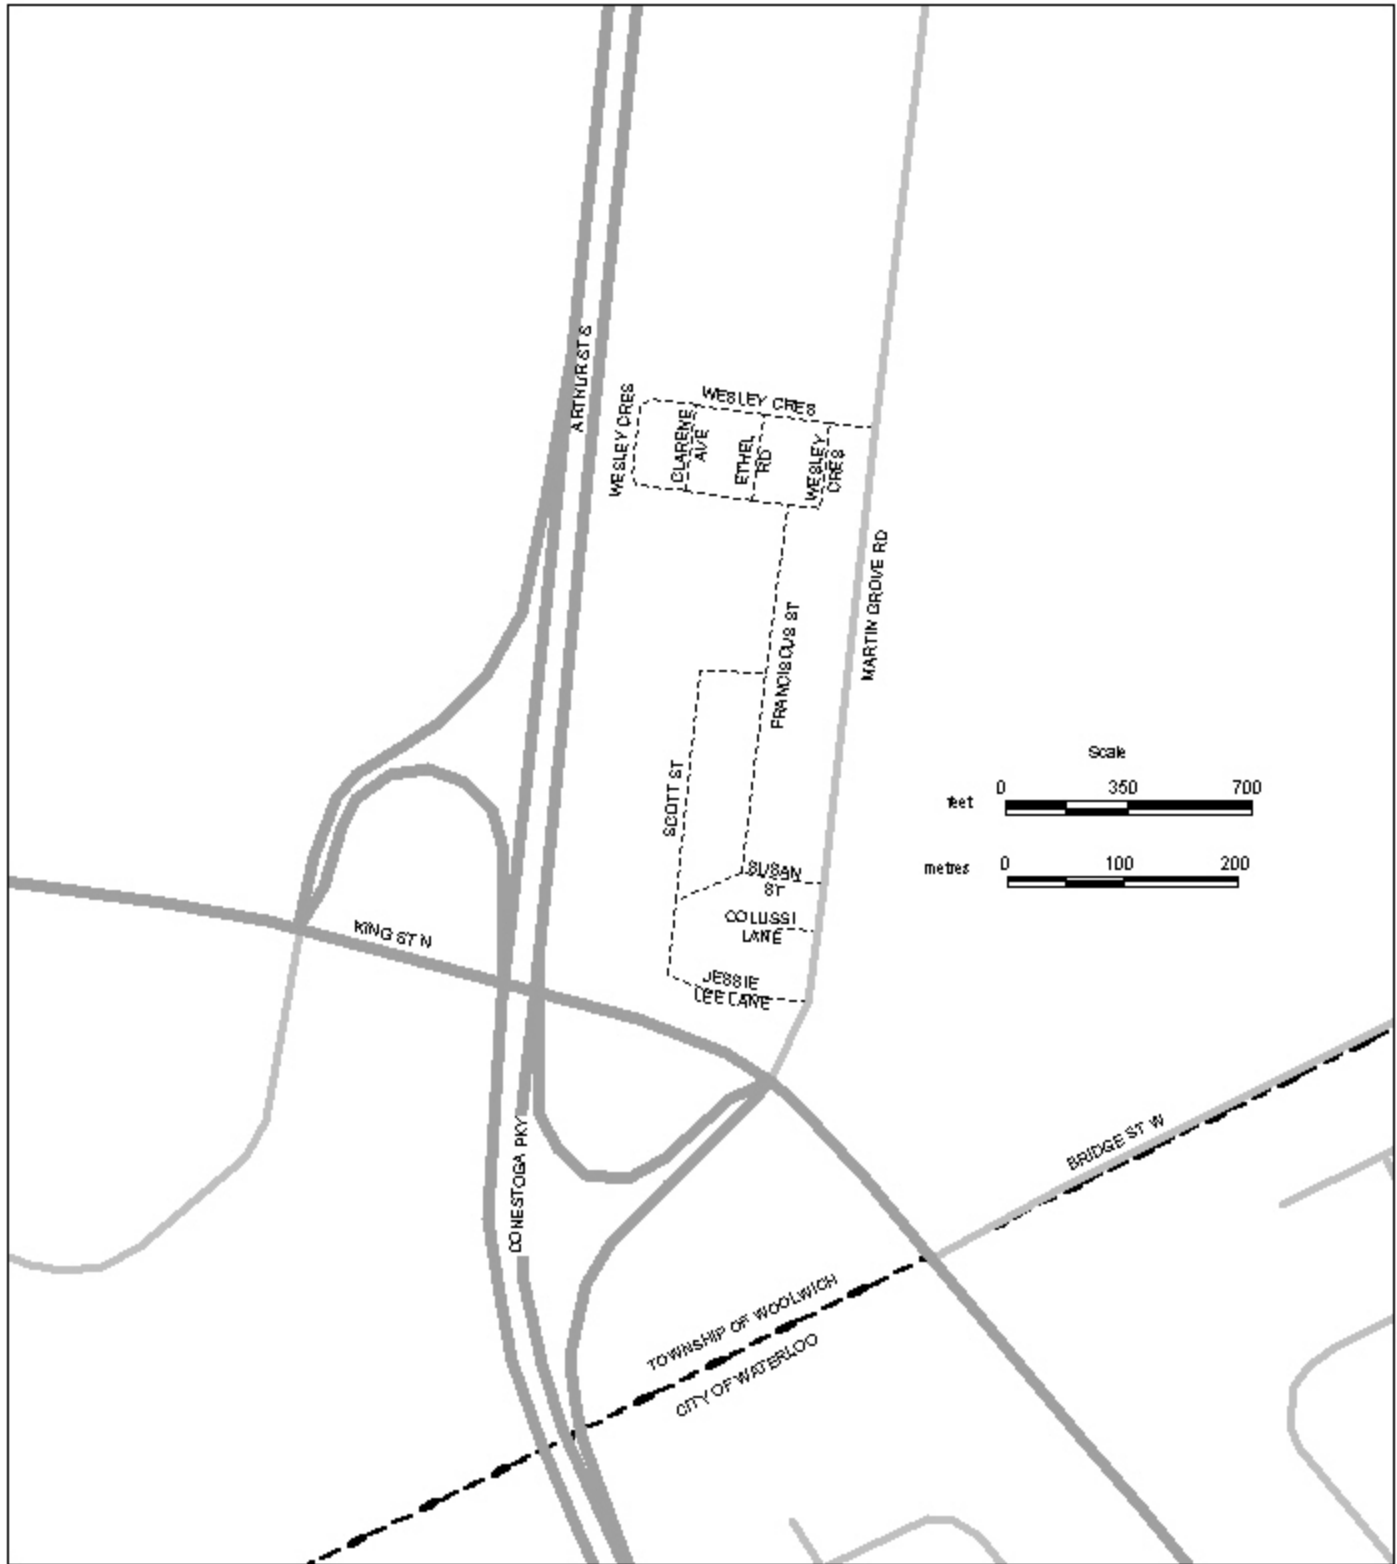 ARTHUR ST S
WESLEY CRES
WESLEY CRES
CLARENE
AVE
ETHEL
RD
WESLEY
CRES
MARTIN GROVE RD
FRANCISCUS ST
Scale
0 350 700
feet
SCOTT ST
metres
0 100 200
SUSAN
ST
COLUSSI
LANE
KING ST N
JESSIE
LEE LANE
CONESTOGA PKY
BRIDGE ST W
TOWNSHIP OF WOOLWICH
CITY OF WATERLOO